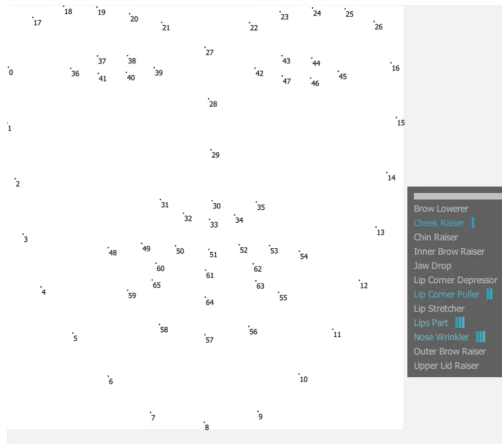 18 19 20 23 24 25
17 21 22 26
27
37 38 43 44 16
0 36 41 40 39 42 47 46 45
28
1 15
29
2 14
31 30 35
32 33 34
3 13
48 49 50 51 52 53 54
60 61 62
4 65 63 12
59 64 55
58 56
5 57 11
6 10
7 9
8
Brow Lowerer
Cheek Raiser
Chin Raiser
Inner Brow Raiser
Jaw Drop
Lip Corner Depressor
Lip Corner Puller
Lip Stretcher
Lips Part
Nose Wrinkler
Outer Brow Raiser
Upper Lid Raiser